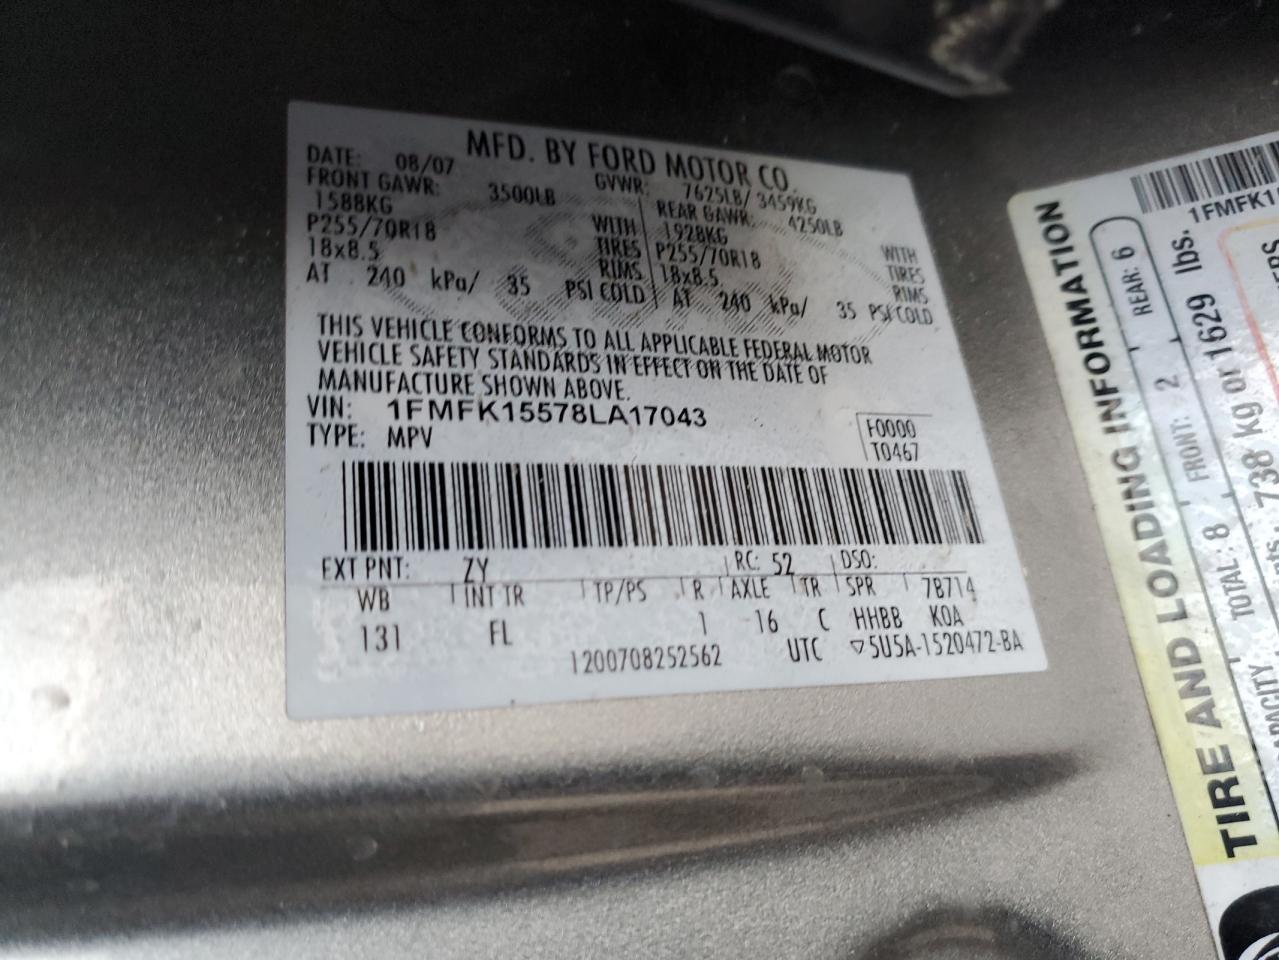 MFD. BY FORD MOTOR CO.
DATE: 08/07 GVWR: 7625LB/ 3459KG
FRONT GAWR: 3500LB REAR GAWR: 4250LB
1588KG WITH 1928KG WITH
P255/70R18 TIRES P255/70R18 TIRES
18x8.5 RIMS 18x8.5 RIMS
AT 240 kPa/ 35 PSI COLD AT 240 kPa/ 35 PSI COLD
THIS VEHICLE CONFORMS TO ALL APPLICABLE FEDERAL MOTOR
VEHICLE SAFETY STANDARDS IN EFFECT ON THE DATE OF
MANUFACTURE SHOWN ABOVE.
VIN: 1FMFK15578LA17043
TYPE: MPV
F0000
T0467
EXT PNT: ZY RC: 52 DSO:
WB INT TR TP/PS R AXLE TR SPR 7B714
131 FL 1 16 C HHBB KOA
1200708252562 UTC ▽5U5A-1520472-BA
TIRE AND LOADING INFORMATION
TOTAL: 8 FRONT: 2 REAR: 6
738 kg or 1629 lbs.